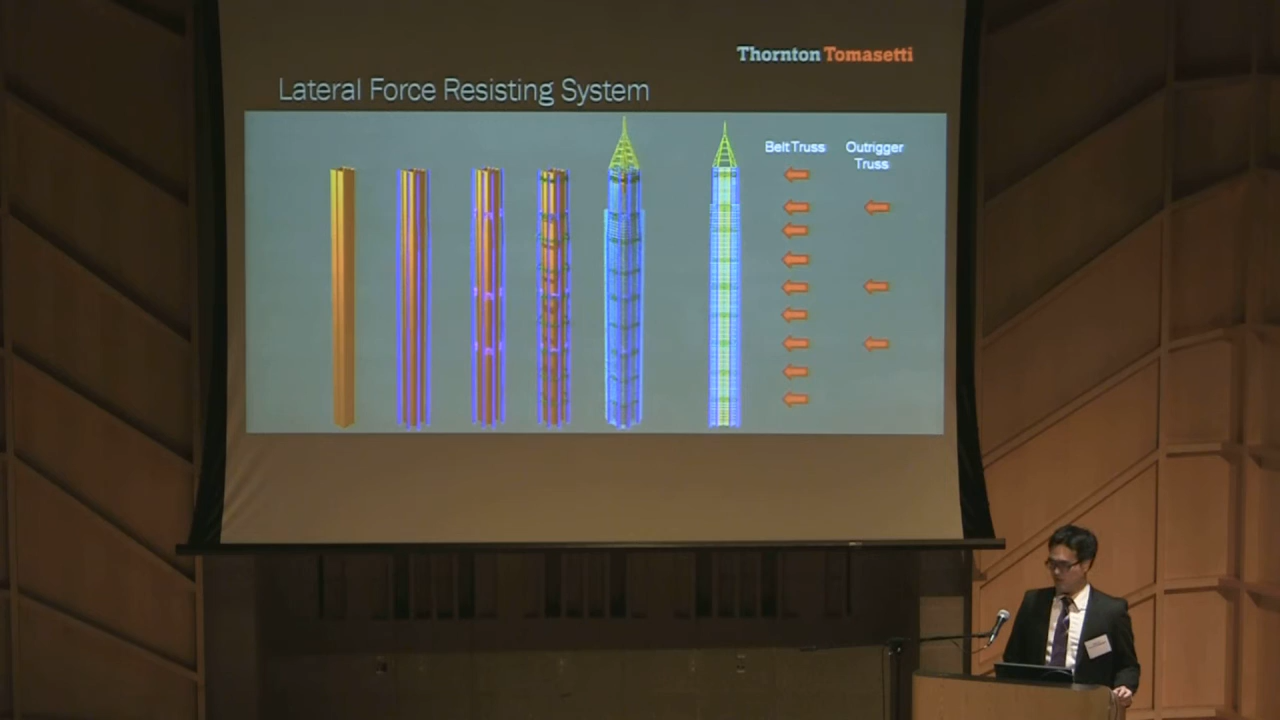 Thornton Tomasetti
Lateral Force Resisting System
Belt Truss
Outrigger
Truss